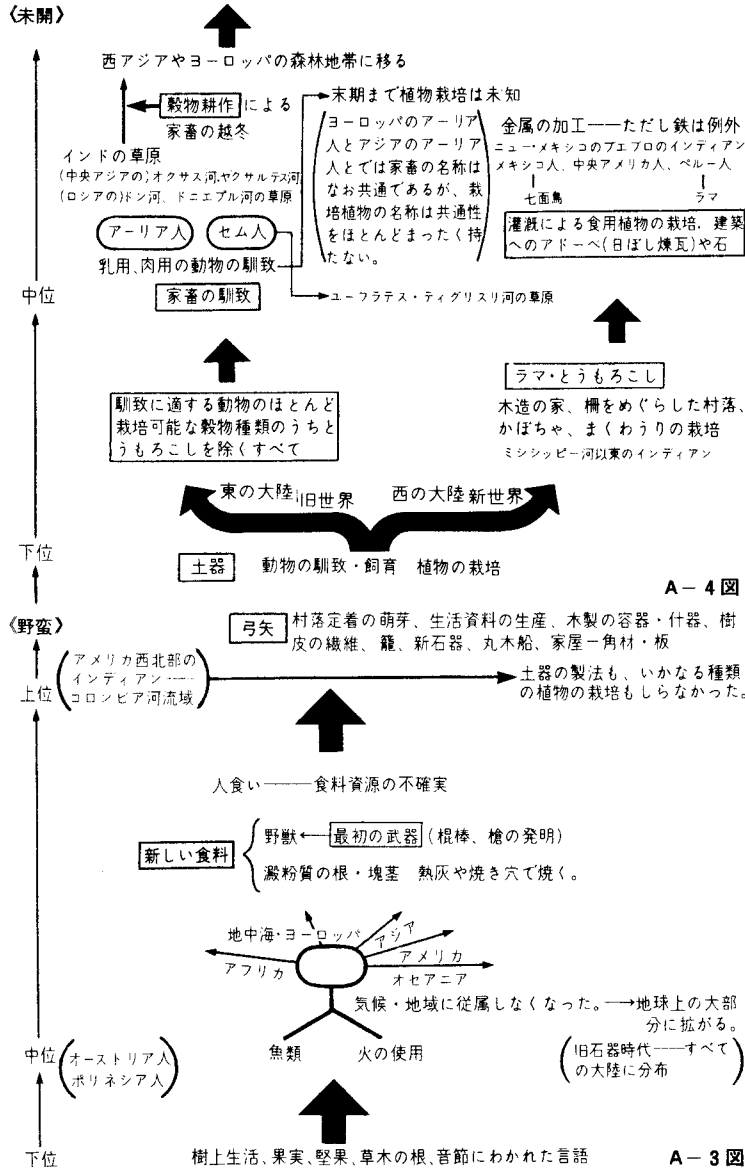 〈未開〉
西アジアやヨーロッパの森林地帯に移る
穀物耕作による
家畜の越冬
インドの草原
(中央アジアの)オクサス河、ヤクサルテス河
(ロシアの)ドン河、ドニエプル河の草原
アーリア人 セム人
乳用、肉用の動物の馴致
家畜の馴致
末期まで植物栽培は未知
ヨーロッパのアーリア
人とアジアのアーリア
人とでは家畜の名称は
なお共通であるが、栽
培植物の名称は共通性
をほとんどまったく持
たない。
ユーフラテス・ティグリスリ河の草原
金属の加工――ただし鉄は例外
ニュー・メキシコのプエブロのインディアン
メキシコ人、中央アメリカ人、ペルー人
七面鳥 ラマ
灌漑による食用植物の栽培、建築
へのアドーベ(日ぼし煉瓦)や石
中位
馴致に適する動物のほとんど
栽培可能な穀物種類のうちと
うもろこしを除くすべて
ラマ・とうもろこし
木造の家、柵をめぐらした村落、
かぼちゃ、まくわうりの栽培
ミシシッピー河以東のインディアン
東の大陸 旧世界 西の大陸 新世界
下位
土器 動物の馴致・飼育 植物の栽培
A－4図
〈野蛮〉
弓矢 村落定着の萌芽、生活資料の生産、木製の容器・什器、樹
皮の繊維、籠、新石器、丸木船、家屋―角材・板
上位
アメリカ西北部の
インディアン――
コロンビア河流域
土器の製法も、いかなる種類
の植物の栽培もしらなかった。
人食い――食料資源の不確実
新しい食料
野獣←最初の武器(棍棒、槍の発明)
澱粉質の根・塊茎 熱灰や焼き穴で焼く。
地中海・ヨーロッパ
アジア
アフリカ
アメリカ
オセアニア
気候・地域に従属しなくなった。→地球上の大部
分に拡がる。
魚類 火の使用
旧石器時代――すべて
の大陸に分布
中位
オーストリア人
ポリネシア人
下位
樹上生活、果実、堅果、草木の根、音節にわかれた言語
A－3図